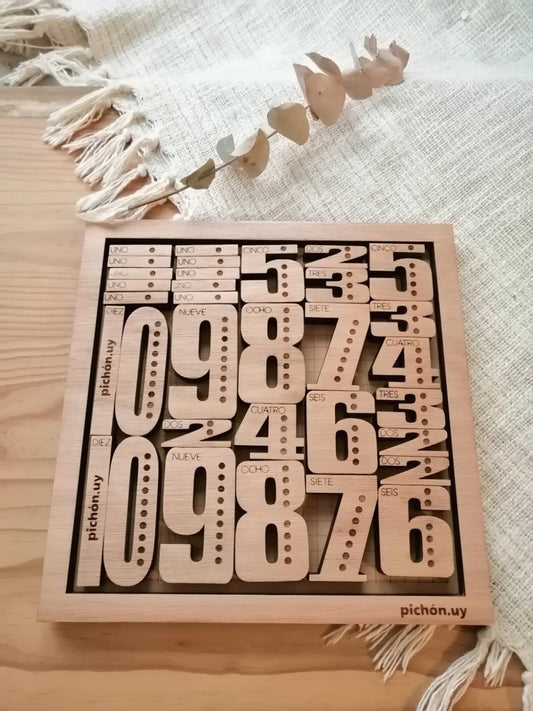 UNO
UNO
UNO
UNO
UNO
DIEZ
10
pichón.uy
DIEZ
10
pichón.uy
UNO
UNO
UNO
UNO
UNO
NUEVE
9
DOS
2
NUEVE
9
CINCO
5
OCHO
8
CUATRO
4
OCHO
8
DOS
2
TRES
3
SIETE
7
SEIS
6
SIETE
7
CINCO
5
TRES
3
CUATRO
4
TRES
3
DOS
2
DOS
2
SEIS
6
pichón.uy